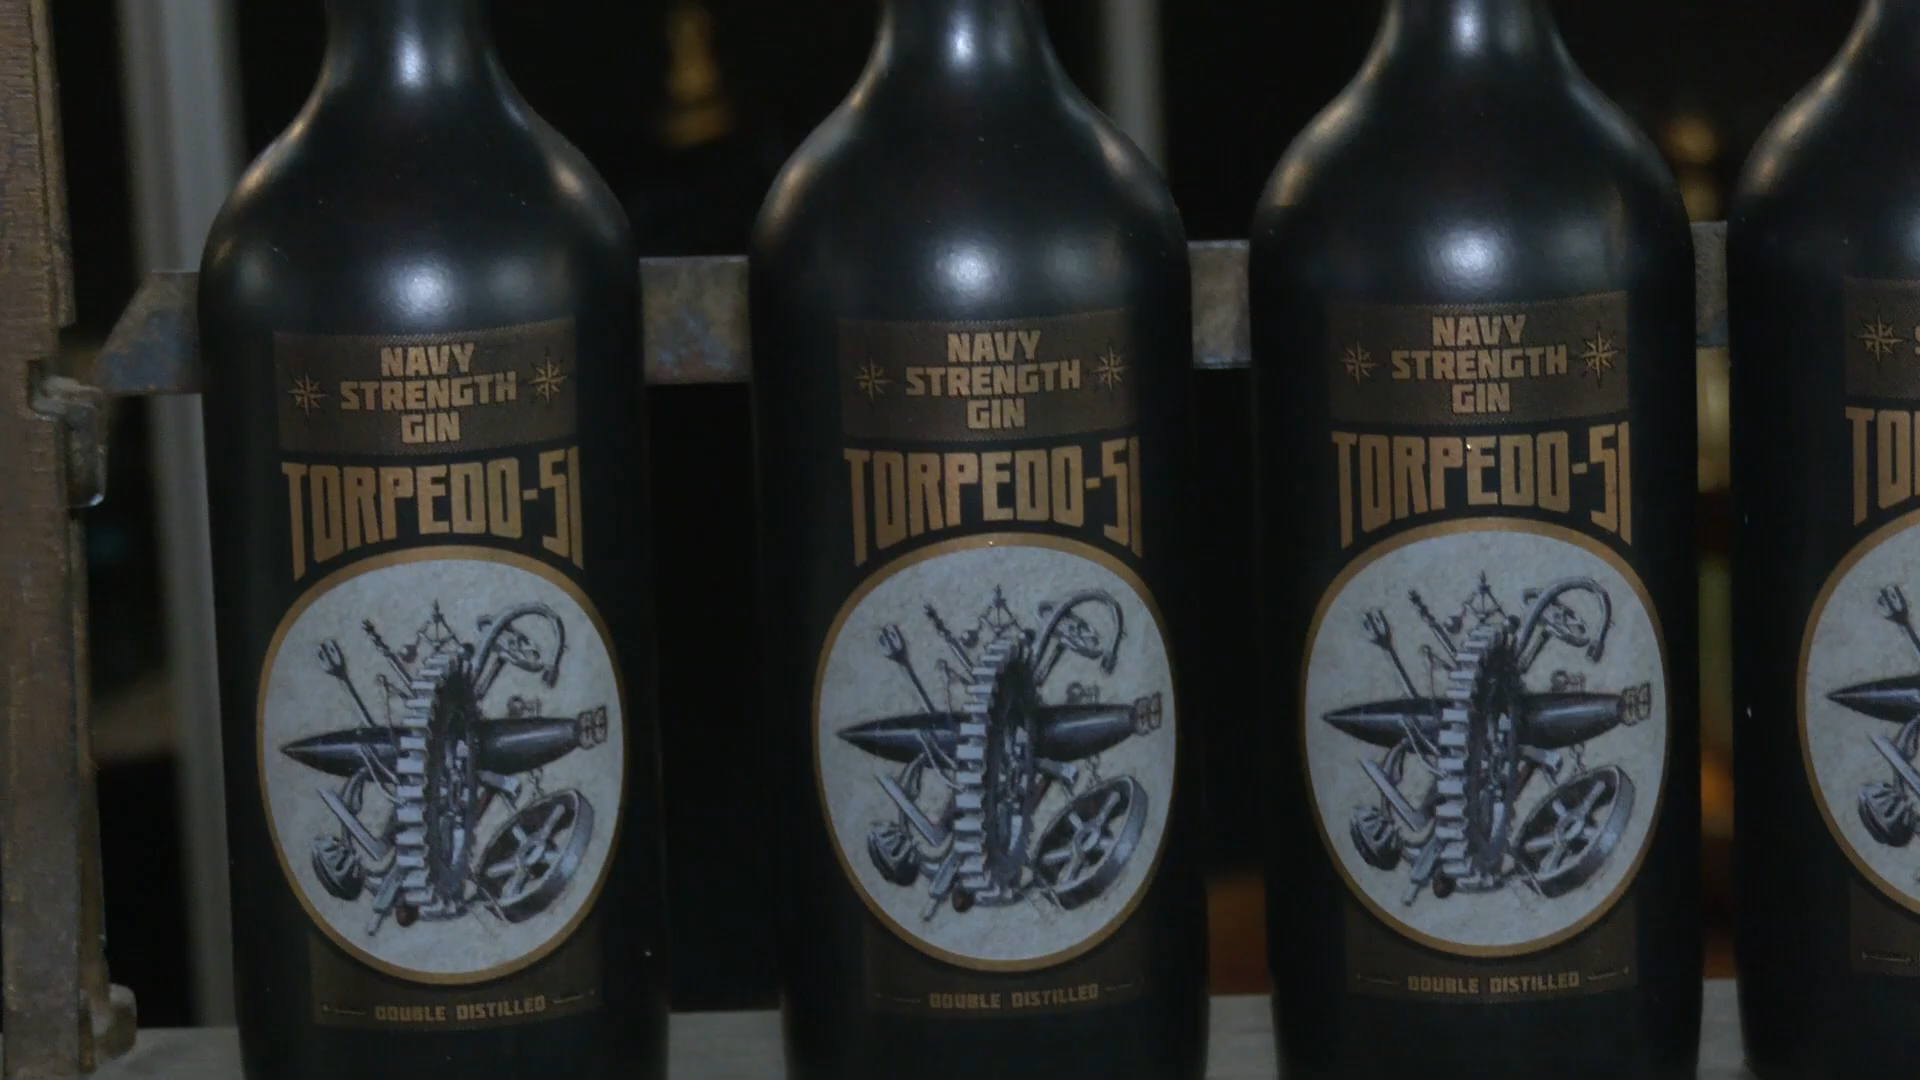 NAVY
STRENGTH
GIN
TORPEDO-51
DOUBLE DISTILLED
NAVY
STRENGTH
GIN
TORPEDO-51
DOUBLE DISTILLED
NAVY
STRENGTH
GIN
TORPEDO-51
DOUBLE DISTILLED